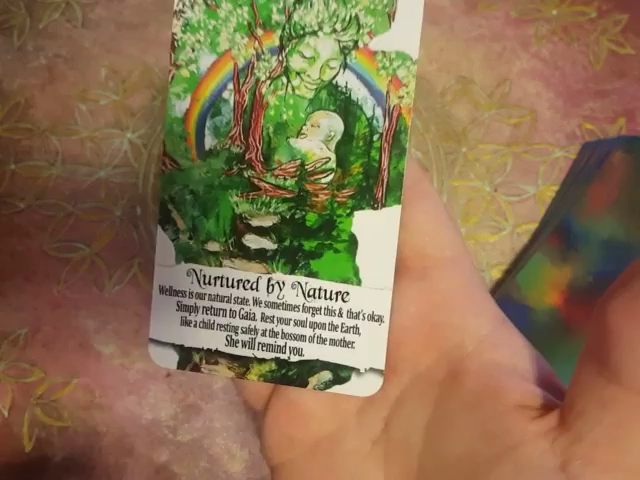 Nurtured by Nature
Wellness is our natural state. We sometimes forget this & that's okay.
Simply return to Gaia. Rest your soul upon the Earth,
like a child resting safely at the bossom of the mother.
She will remind you.